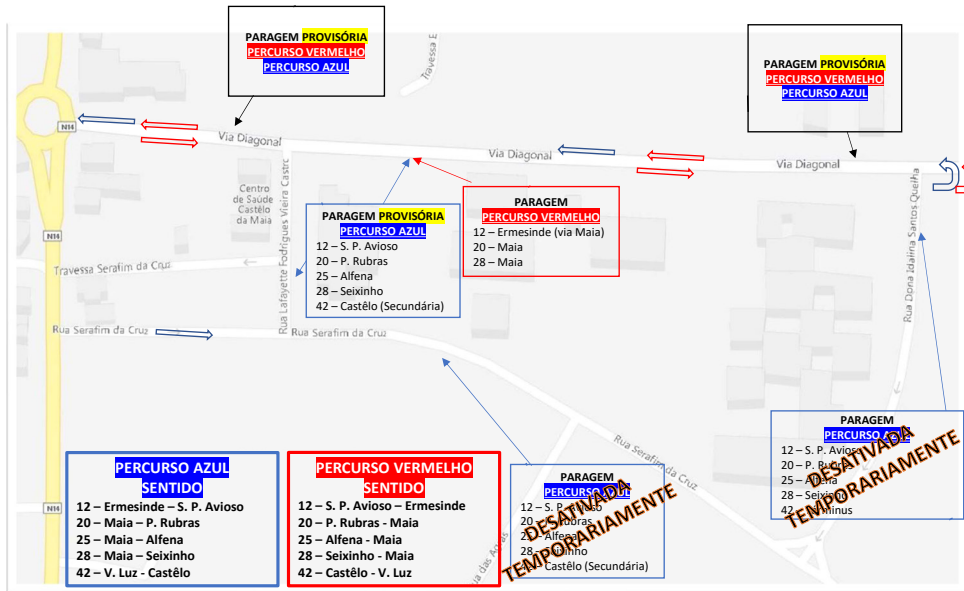 PARAGEM PROVISÓRIA
PERCURSO VERMELHO
PERCURSO AZUL
PARAGEM PROVISÓRIA
PERCURSO VERMELHO
PERCURSO AZUL
Travessa E
N14
Via Diagonal
Via Diagonal
Via Diagonal
Centro
de Saúde
Castêlo
da Maia
Rua Lafayette Rodrigues Vieira Castro
PARAGEM PROVISÓRIA
PERCURSO AZUL
12 – S. P. Avioso
20 – P. Rubras
25 – Alfena
28 – Seixinho
42 – Castêlo (Secundária)
PARAGEM
PERCURSO VERMELHO
12 – Ermesinde (via Maia)
20 – Maia
28 – Maia
Rua Dona Idalina Santos Quelha
N14
Travessa Serafim da Cruz
Rua Serafim da Cruz
Rua Serafim da Cruz
Rua Serafim da Cruz
PARAGEM
PERCURSO AZUL
12 – S. P. Avioso
20 – P. Rubras
25 – Alfena
28 – Seixinho
42 – Términus
DESATIVADA
TEMPORARIAMENTE
PERCURSO AZUL
SENTIDO
12 – Ermesinde – S. P. Avioso
20 – Maia – P. Rubras
25 – Maia – Alfena
28 – Maia – Seixinho
42 – V. Luz - Castêlo
PERCURSO VERMELHO
SENTIDO
12 – S. P. Avioso – Ermesinde
20 – P. Rubras - Maia
25 – Alfena - Maia
28 – Seixinho - Maia
42 – Castêlo - V. Luz
PARAGEM
PERCURSO AZUL
12 – S. P. Avioso
20 – P. Rubras
25 – Alfena
28 – Seixinho
42 – Castêlo (Secundária)
DESATIVADA
TEMPORARIAMENTE
N14